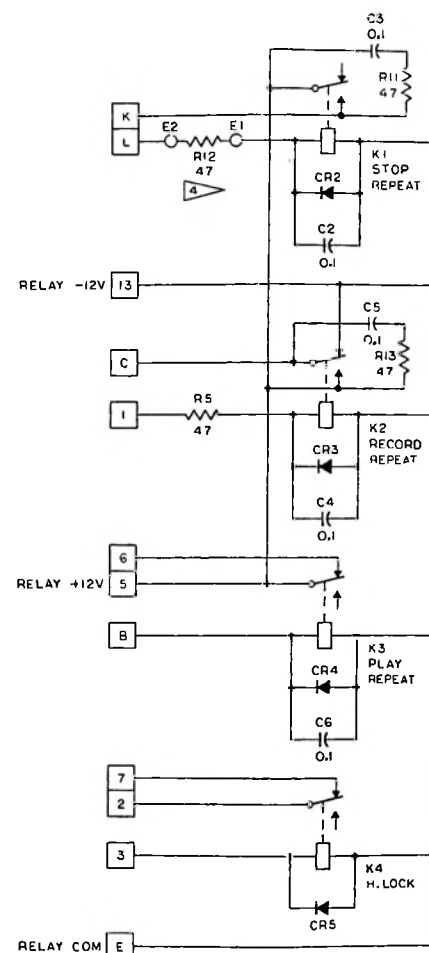 C3
0.1
R11
47
K
L
E2
E1
R12
47
4
K1
STOP
REPEAT
CR2
C2
0.1
RELAY -12V
13
C5
0.1
R13
47
C
1
R5
47
K2
RECORD
REPEAT
CR3
C4
0.1
6
RELAY +12V
5
B
K3
PLAY
REPEAT
CR4
C6
0.1
7
2
3
K4
H.LOCK
CR5
RELAY COM
E